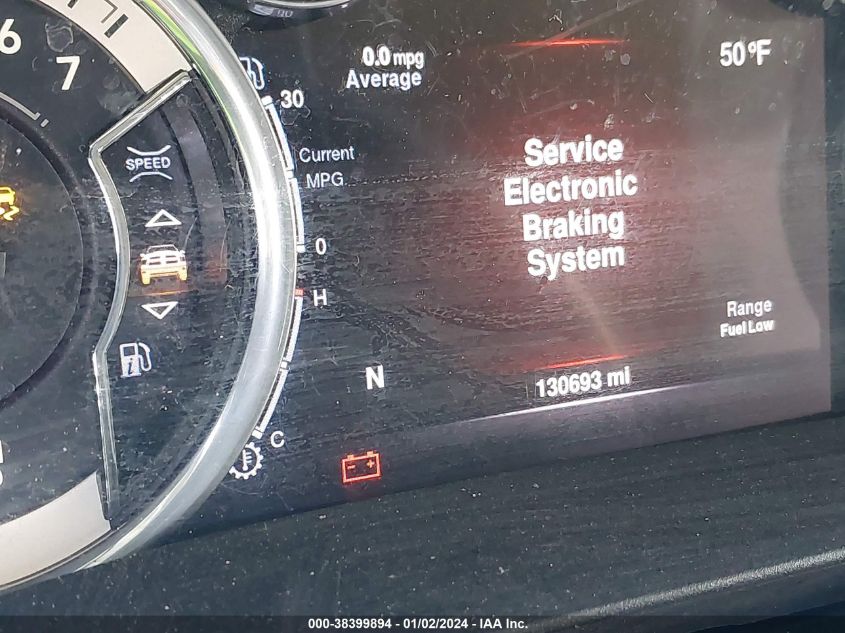 6
7
0.0 mpg
Average
50°F
30
Current
MPG
0
H
C
SPEED
i
Service
Electronic
Braking
System
Range
Fuel Low
N
130693 mi
- +
000-38399894 - 01/02/2024 - IAA Inc.